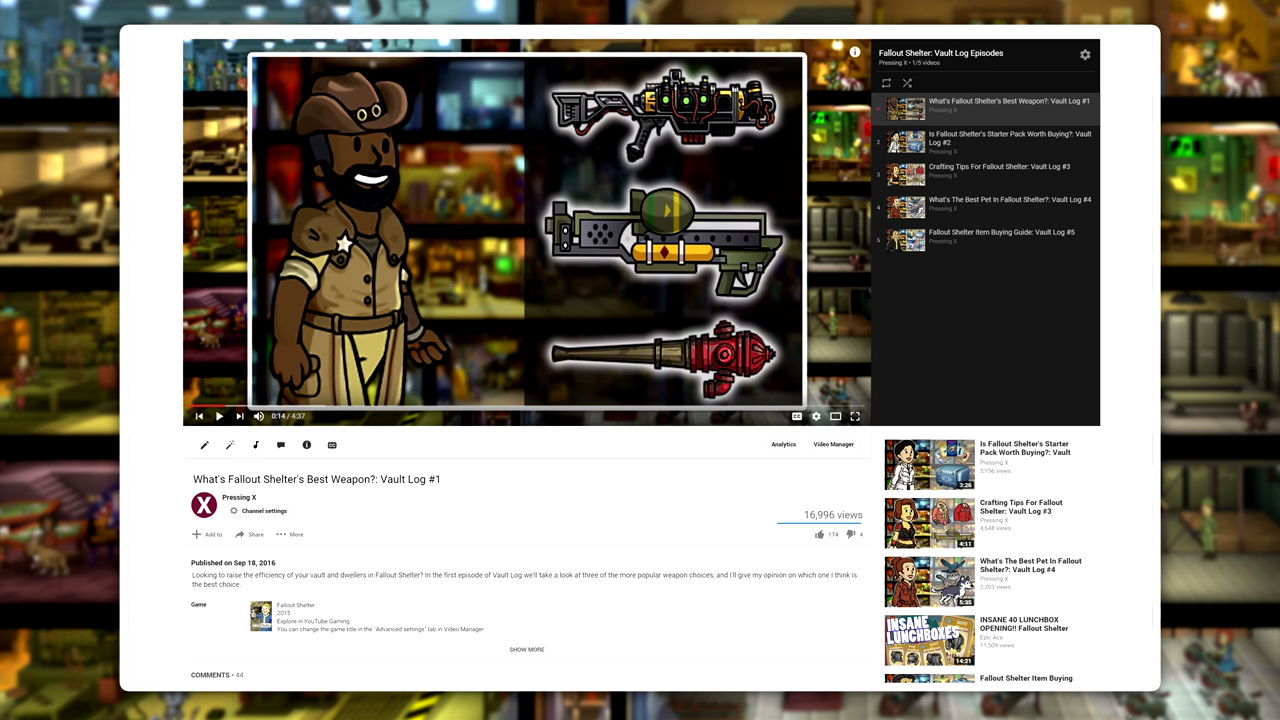 Fallout Shelter: Vault Log Episodes
Pressing X • 1/5 videos
What's Fallout Shelter's Best Weapon?: Vault Log #1
Pressing X
2
Is Fallout Shelter's Starter Pack Worth Buying?: Vault
Log #2
Pressing X
3
Crafting Tips For Fallout Shelter: Vault Log #3
Pressing X
4
What's The Best Pet In Fallout Shelter?: Vault Log #4
Pressing X
5
Fallout Shelter Item Buying Guide: Vault Log #5
Pressing X
0:14 / 4:37
CC
CC
Analytics
Video Manager
What's Fallout Shelter's Best Weapon?: Vault Log #1
X
Pressing X
Channel settings
16,996 views
Add to
Share
More
174
4
Published on Sep 18, 2016
Looking to raise the efficiency of your vault and dwellers in Fallout Shelter? In the first episode of Vault Log we'll take a look at three of the more popular weapon choices, and I'll give my opinion on which one I think is
the best choice.
Game
Fallout Shelter
2015
Explore in YouTube Gaming
You can change the game title in the "Advanced settings" tab in Video Manager
SHOW MORE
COMMENTS • 44
3:26
Is Fallout Shelter's Starter
Pack Worth Buying?: Vault
Pressing X
5,156 views
4:11
Crafting Tips For Fallout
Shelter: Vault Log #3
Pressing X
4,648 views
5:35
What's The Best Pet In Fallout
Shelter?: Vault Log #4
Pressing X
2,203 views
INSANE
LUNCHBOXES
14:21
INSANE 40 LUNCHBOX
OPENING!! Fallout Shelter
Epic Ace
11,509 views
Fallout Shelter Item Buying